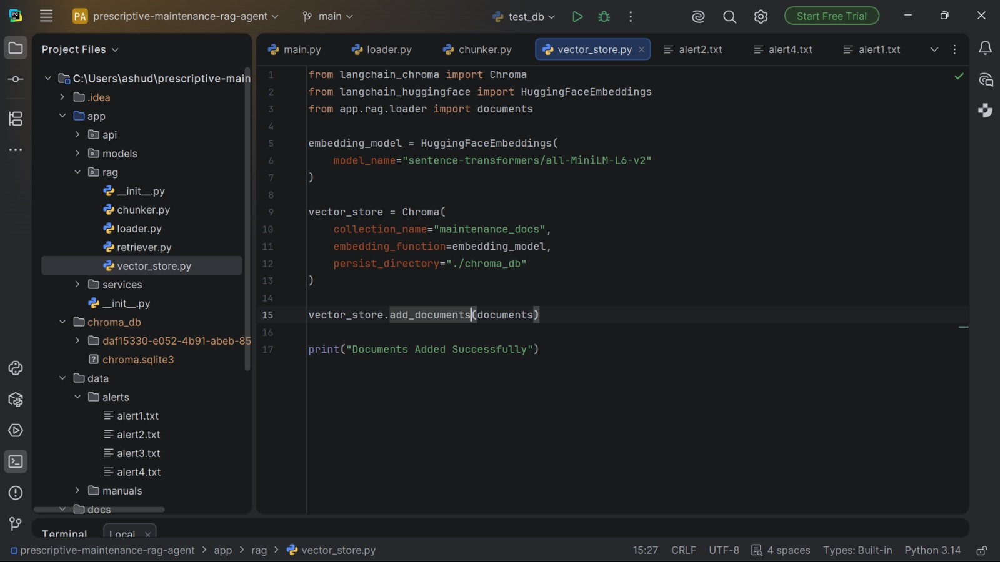 PC
PA prescriptive-maintenance-rag-agent
main
test_db
Start Free Trial
Project Files
C:\Users\ashud\prescriptive-main
.idea
app
api
models
rag
__init__.py
chunker.py
loader.py
retriever.py
vector_store.py
services
__init__.py
chroma_db
daf15330-e052-4b91-abeb-85
chroma.sqlite3
data
alerts
alert1.txt
alert2.txt
alert3.txt
alert4.txt
manuals
docs
main.py loader.py chunker.py vector_store.py alert2.txt alert4.txt alert1.txt
1 from langchain_chroma import Chroma
2 from langchain_huggingface import HuggingFaceEmbeddings
3 from app.rag.loader import documents
4
5 embedding_model = HuggingFaceEmbeddings(
6 model_name="sentence-transformers/all-MiniLM-L6-v2"
7 )
8
9 vector_store = Chroma(
10 collection_name="maintenance_docs",
11 embedding_function=embedding_model,
12 persist_directory="./chroma_db"
13 )
14
15 vector_store.add_documents(documents)
16
17 print("Documents Added Successfully")
Terminal Local
prescriptive-maintenance-rag-agent > app > rag > vector_store.py
15:27 CRLF UTF-8 4 spaces Types: Built-in Python 3.14